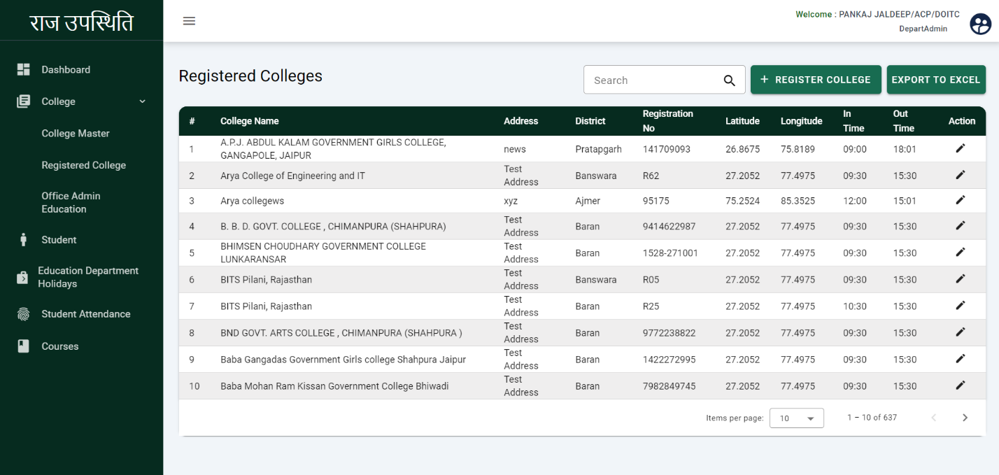 राज उपस्थिति
Welcome : PANKAJ JALDEEP/ACP/DOITC
DepartAdmin
Dashboard
College
College Master
Registered College
Office Admin
Education
Student
Education Department
Holidays
Student Attendance
Courses
Registered Colleges
Search
+ REGISTER COLLEGE
EXPORT TO EXCEL
# College Name Address District Registration No Latitude Longitude In Time Out Time Action
1 A.P.J. ABDUL KALAM GOVERNMENT GIRLS COLLEGE, GANGAPOLE, JAIPUR news Pratapgarh 141709093 26.8675 75.8189 09:00 18:01
2 Arya College of Engineering and IT Test Address Banswara R62 27.2052 77.4975 09:30 15:30
3 Arya collegews xyz Ajmer 95175 75.2524 85.3525 12:00 15:01
4 B. B. D. GOVT. COLLEGE , CHIMANPURA (SHAHPURA) Test Address Baran 9414622987 27.2052 77.4975 09:30 15:30
5 BHIMSEN CHOUDHARY GOVERNMENT COLLEGE LUNKARANSAR Test Address Baran 1528-271001 27.2052 77.4975 09:30 15:30
6 BITS Pilani, Rajasthan Test Address Banswara R05 27.2052 77.4975 09:30 15:30
7 BITS Pilani, Rajasthan Test Address Baran R25 27.2052 77.4975 10:30 15:30
8 BND GOVT. ARTS COLLEGE , CHIMANPURA (SHAHPURA ) Test Address Baran 9772238822 27.2052 77.4975 09:30 15:30
9 Baba Gangadas Government Girls college Shahpura Jaipur Test Address Baran 1422272995 27.2052 77.4975 09:30 15:30
10 Baba Mohan Ram Kissan Government College Bhiwadi Test Address Baran 7982849745 27.2052 77.4975 09:30 15:30
Items per page: 10 1 – 10 of 637